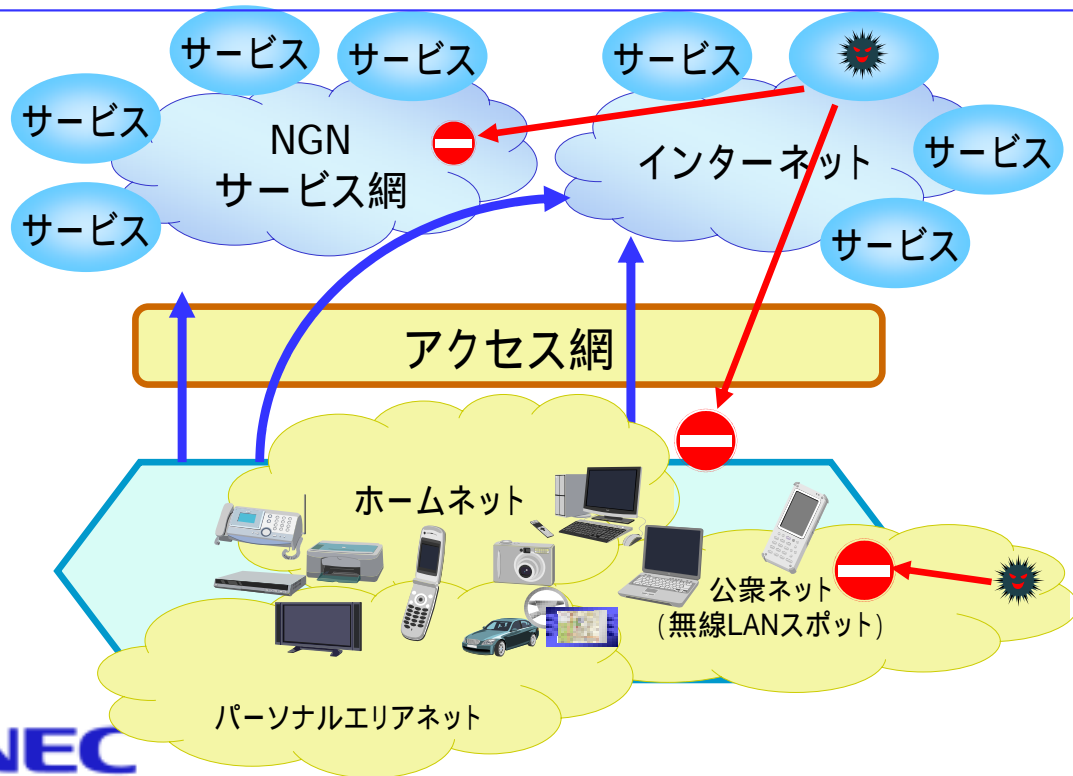 サービス
サービス
サービス
サービス
サービス
サービス
サービス
NGN
サービス網
インターネット
アクセス網
ホームネット
公衆ネット
(無線LANスポット)
パーソナルエリアネット
NEC